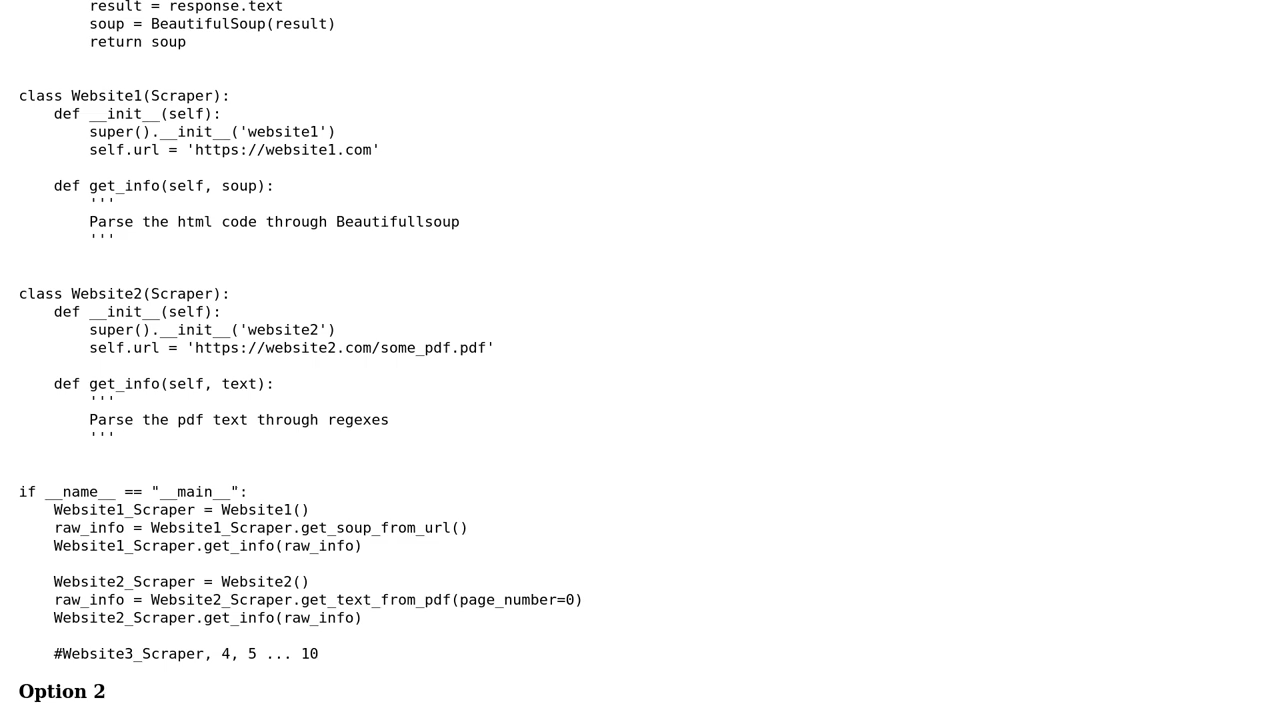 result = response.text
        soup = BeautifulSoup(result)
        return soup


class Website1(Scraper):
    def __init__(self):
        super().__init__('website1')
        self.url = 'https://website1.com'

    def get_info(self, soup):
        '''
        Parse the html code through Beautifullsoup
        '''


class Website2(Scraper):
    def __init__(self):
        super().__init__('website2')
        self.url = 'https://website2.com/some_pdf.pdf'

    def get_info(self, text):
        '''
        Parse the pdf text through regexes
        '''


if __name__ == "__main__":
    Website1_Scraper = Website1()
    raw_info = Website1_Scraper.get_soup_from_url()
    Website1_Scraper.get_info(raw_info)

    Website2_Scraper = Website2()
    raw_info = Website2_Scraper.get_text_from_pdf(page_number=0)
    Website2_Scraper.get_info(raw_info)

    #Website3_Scraper, 4, 5 ... 10
Option 2